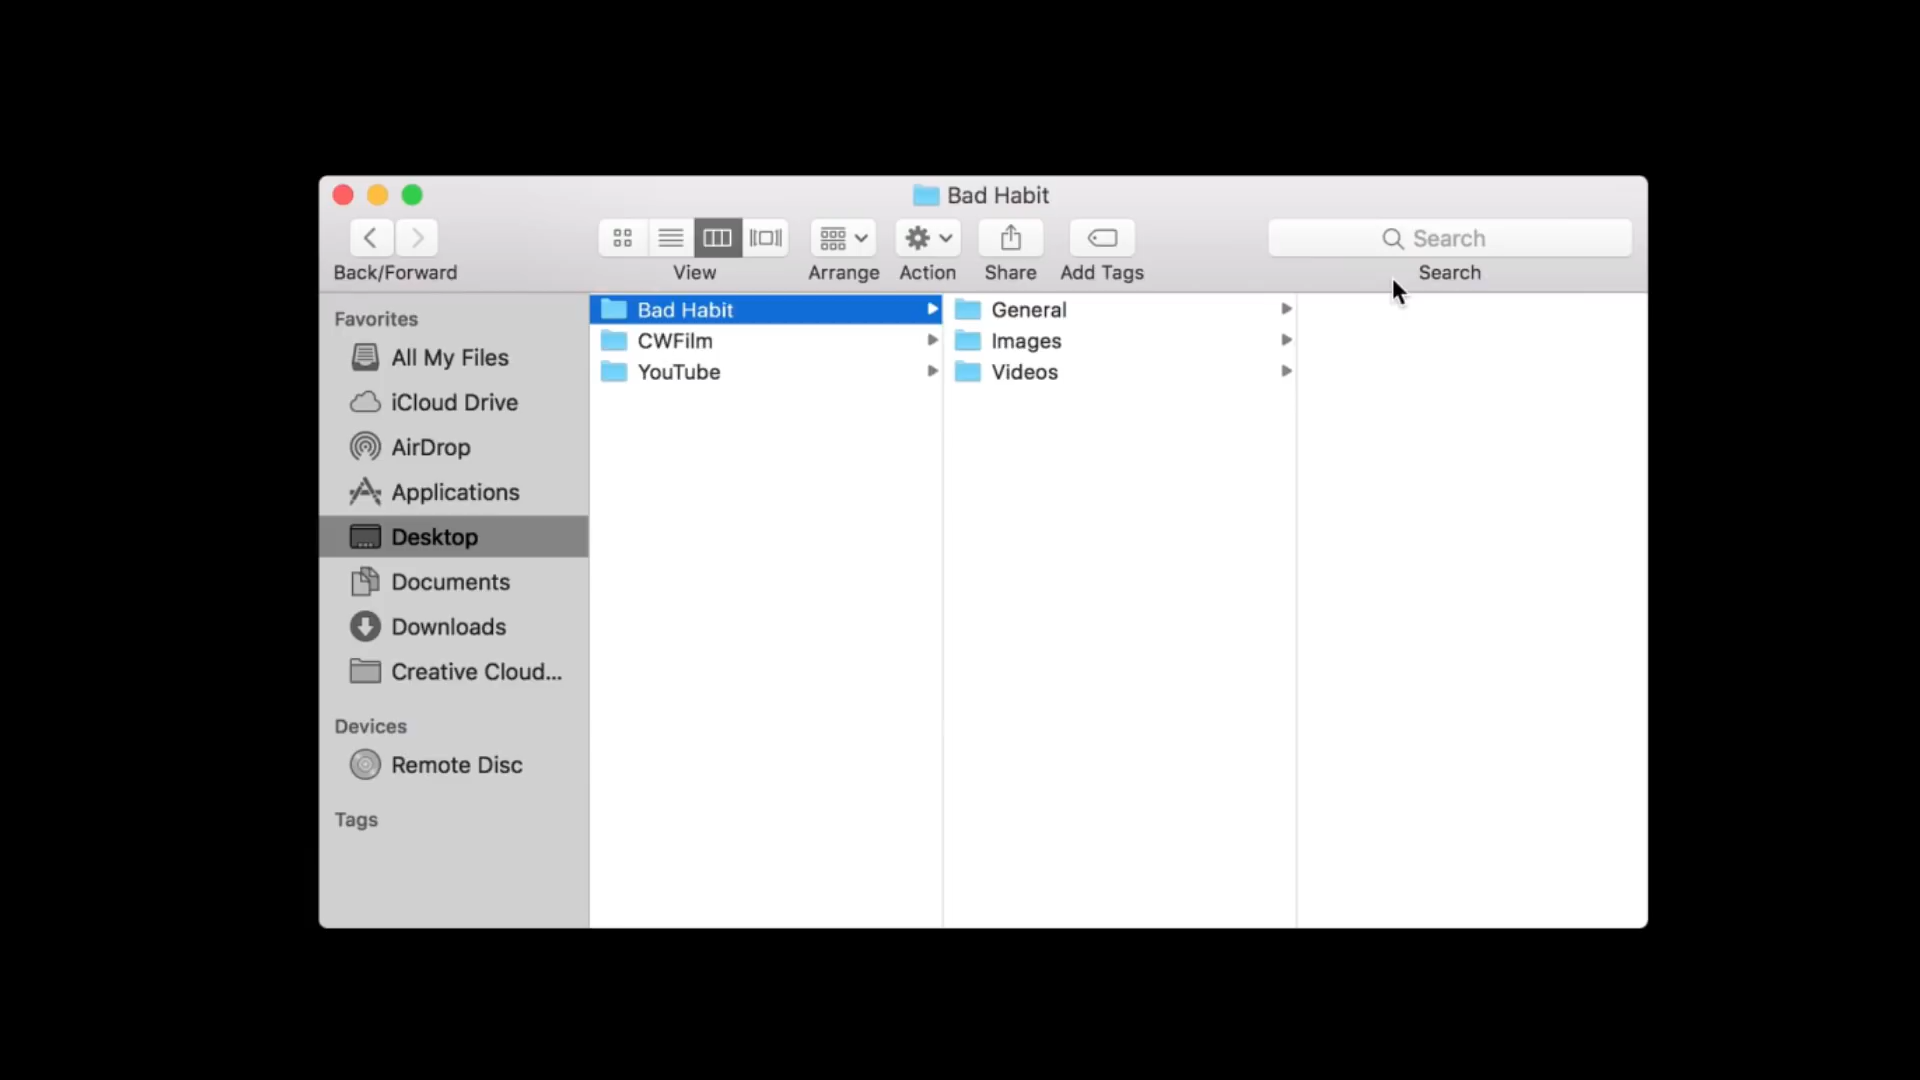 Bad Habit
Search
Back/Forward
View
Arrange
Action
Share
Add Tags
Search
Favorites
All My Files
iCloud Drive
AirDrop
Applications
Desktop
Documents
Downloads
Creative Cloud...
Devices
Remote Disc
Tags
Bad Habit
CWFilm
YouTube
General
Images
Videos